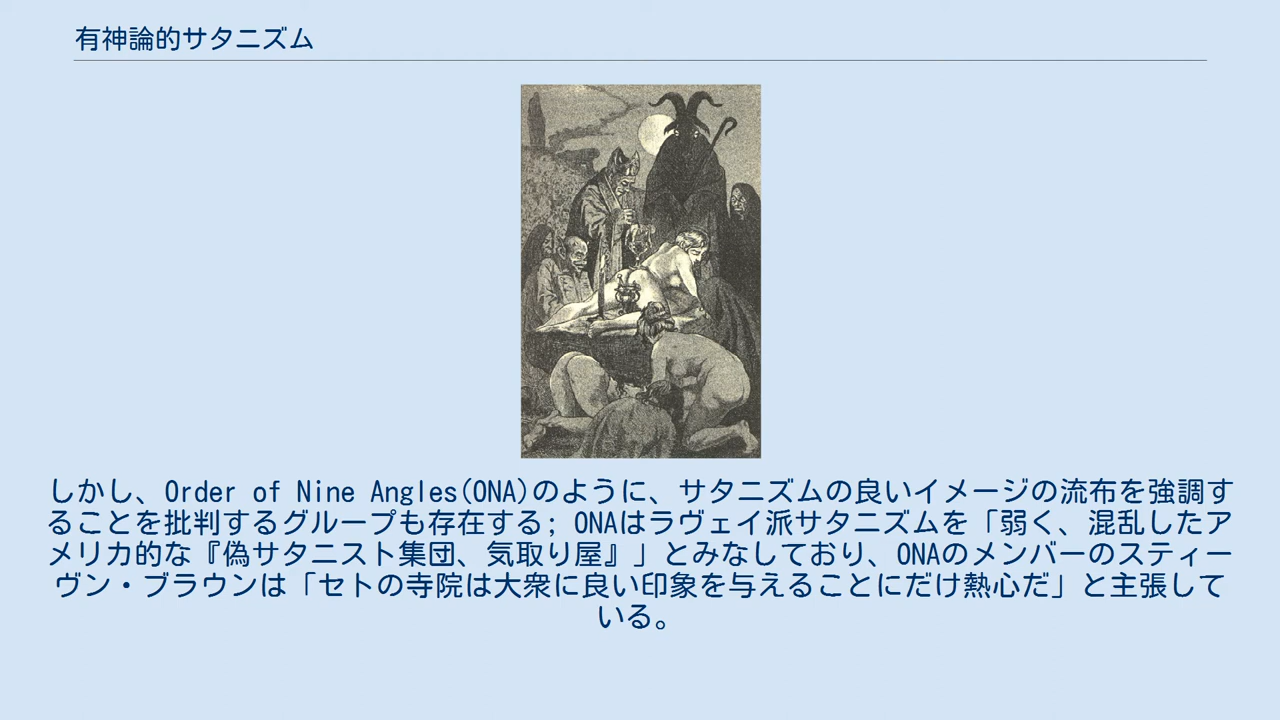 有神論的サタニズム
しかし、Order of Nine Angles(ONA)のように、サタニズムの良いイメージの流布を強調す
ることを批判するグループも存在する; ONAはラヴェイ派サタニズムを「弱く、混乱したア
メリカ的な『偽サタニスト集団、気取り屋』」とみなしており、ONAのメンバーのスティー
ヴン・ブラウンは「セトの寺院は大衆に良い印象を与えることにだけ熱心だ」と主張して
いる。